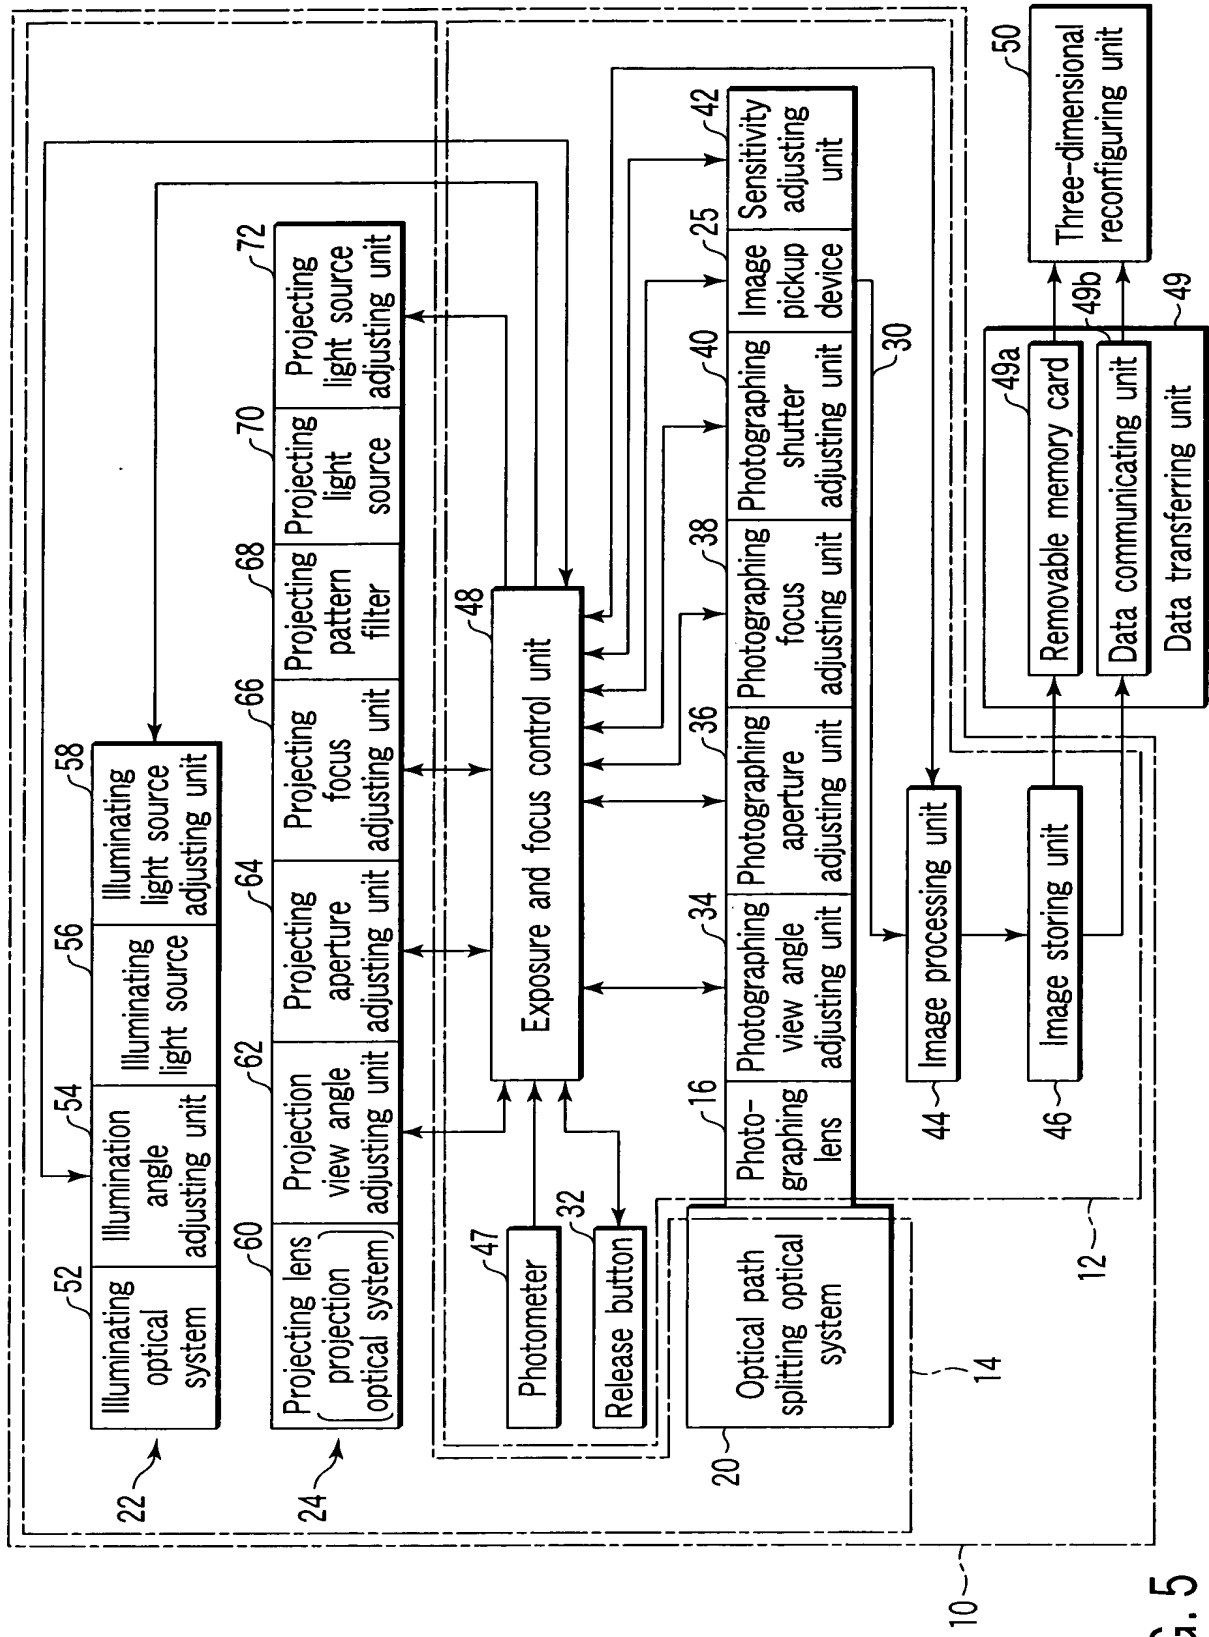 22
52
Illuminating
optical
system
54
Illumination
angle
adjusting unit
56
Illuminating
light source
58
Illuminating
light source
adjusting unit
24
60
Projecting lens
projection
optical system
62
Projection
view angle
adjusting unit
64
Projecting
aperture
adjusting unit
66
Projecting
focus
adjusting unit
68
Projecting
pattern
filter
70
Projecting
light
source
72
Projecting
light source
adjusting unit
47
Photometer
32
Release button
48
Exposure and focus control unit
20
Optical path
splitting optical
system
16
Photo-
graphing
lens
34
Photographing
view angle
adjusting unit
36
Photographing
aperture
adjusting unit
38
Photographing
focus
adjusting unit
40
Photographing
shutter
adjusting unit
25
Image
pickup
device
42
Sensitivity
adjusting
unit
30
44
Image processing unit
46
Image storing unit
49a
Removable memory card
49b
Data communicating unit
Data transferring unit
49
50
Three-dimensional
reconfiguring unit
14
12
10
5